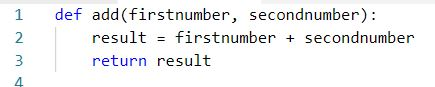 1 def add(firstnumber, secondnumber):
2     result = firstnumber + secondnumber
3     return result
4